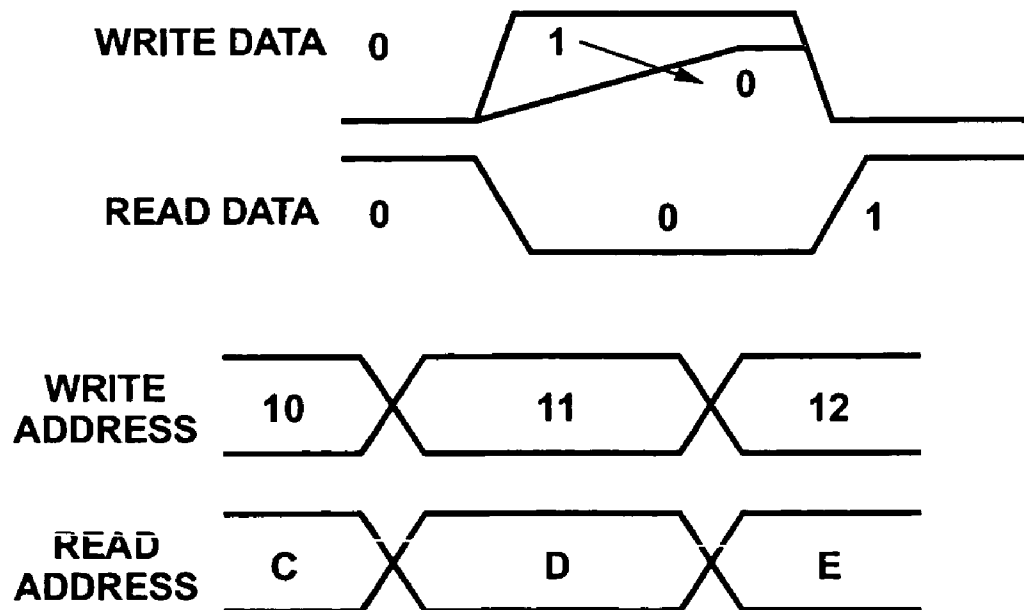 WRITE DATA 0 1 0
READ DATA 0 0 1
WRITE
ADDRESS 10 11 12
READ
ADDRESS C D E